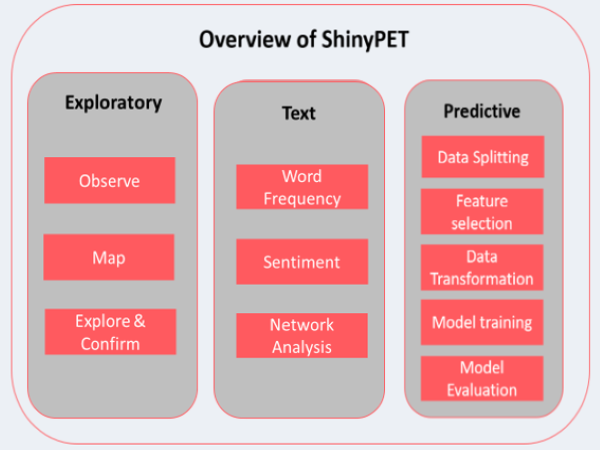 Overview of ShinyPET
Exploratory
Observe
Map
Explore &
Confirm
Text
Word
Frequency
Sentiment
Network
Analysis
Predictive
Data Splitting
Feature
selection
Data
Transformation
Model training
Model
Evaluation